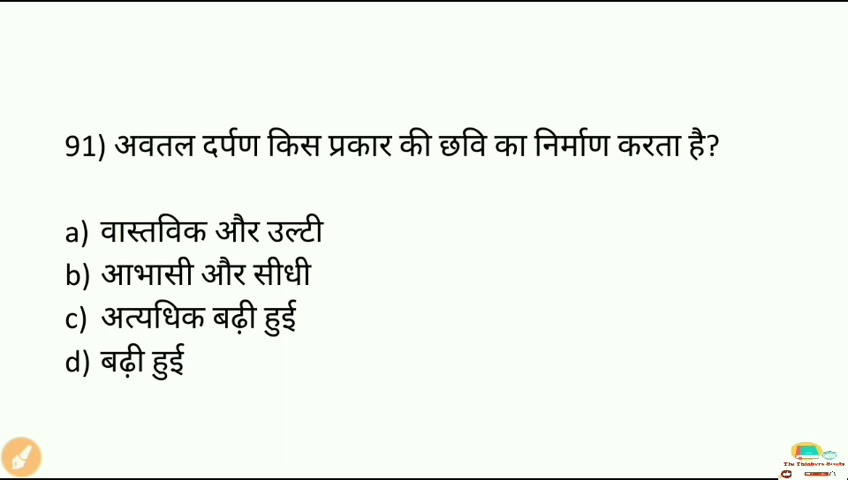 91) अवतल दर्पण किस प्रकार की छवि का निर्माण करता है?
a) वास्तविक और उल्टी
b) आभासी और सीधी
c) अत्यधिक बढ़ी हुई
d) बढ़ी हुई